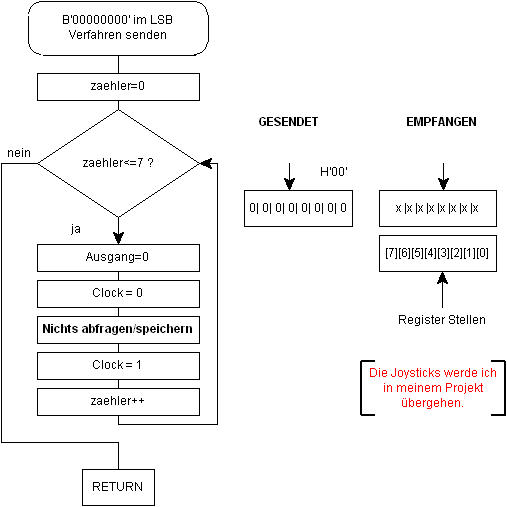 B'00000000' im LSB
Verfahren senden
zaehler=0
nein
zaehler<=7 ?
ja
Ausgang=0
Clock = 0
Nichts abfragen/speichern
Clock = 1
zaehler++
RETURN
GESENDET
H'00'
0| 0| 0| 0| 0| 0| 0| 0
EMPFANGEN
x |x |x |x |x |x |x |x
[7][6][5][4][3][2][1][0]
Register Stellen
Die Joysticks werde ich
in meinem Projekt
übergehen.